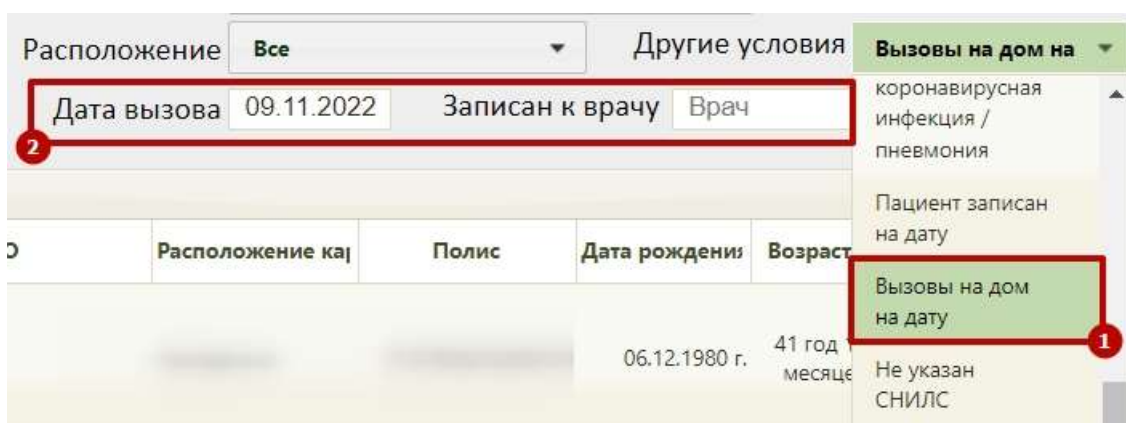 Расположение Все Другие условия Вызовы на дом на
Дата вызова 09.11.2022 Записан к врачу Врач
2
коронавирусная
инфекция /
пневмония
Пациент записан
на дату
Вызовы на дом
на дату
1
Не указан
СНИЛС
О Расположение кар Полис Дата рождения Возраст
06.12.1980 г. 41 год 1
месяце